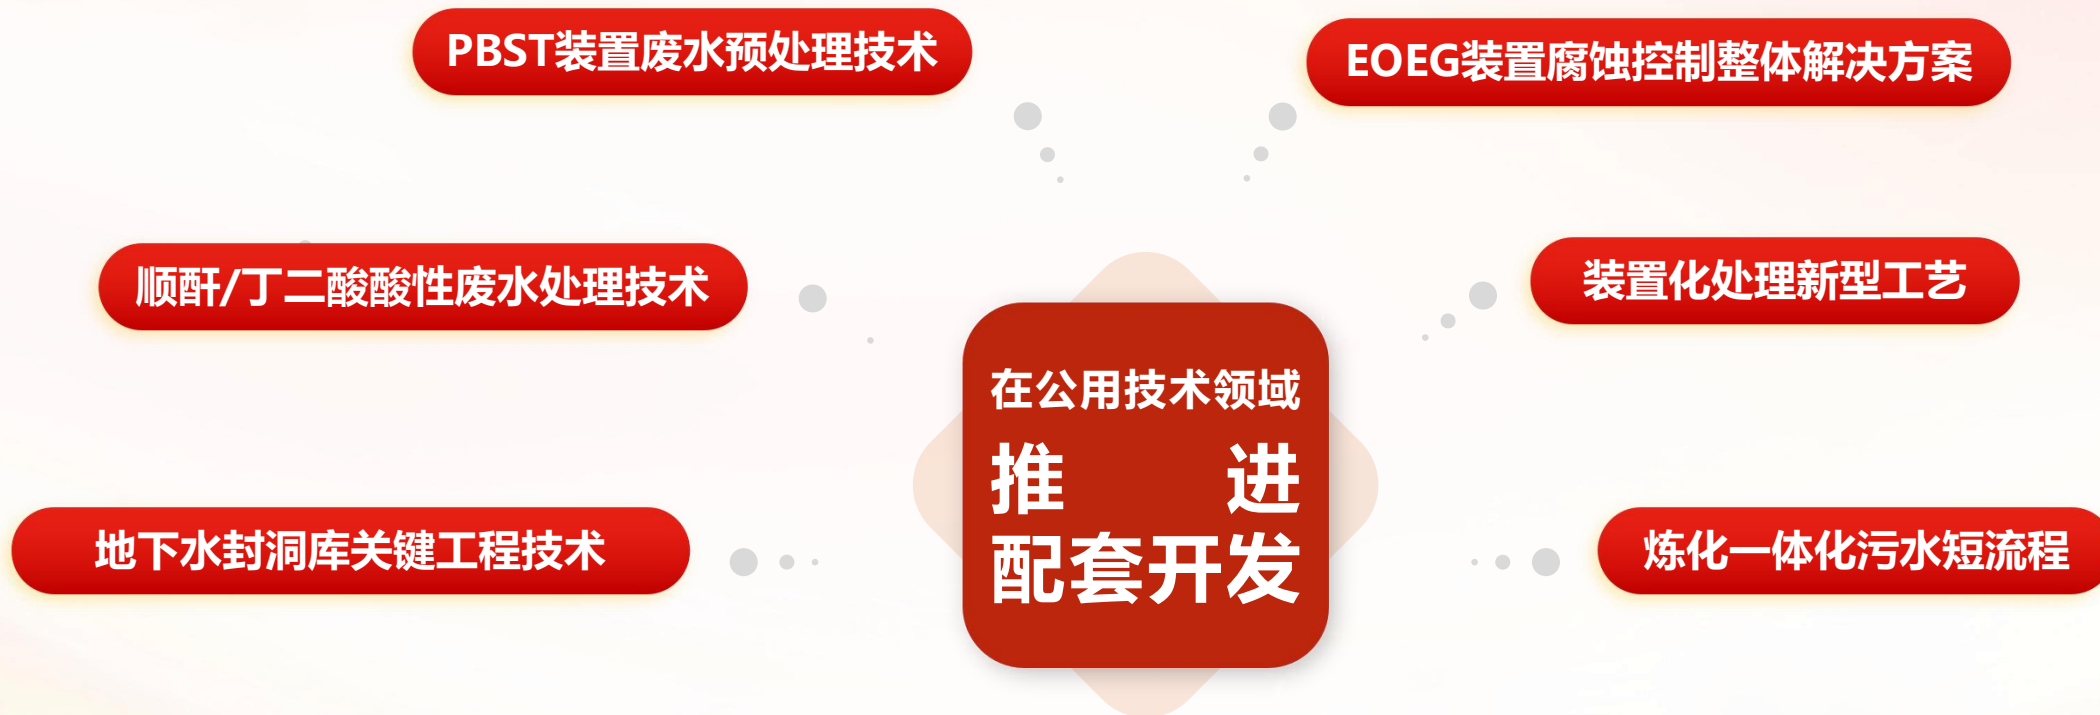 PBST装置废水预处理技术
EOEG装置腐蚀控制整体解决方案
顺酐/丁二酸酸性废水处理技术
装置化处理新型工艺
在公用技术领域
推 进
配套开发
地下水封洞库关键工程技术
炼化一体化污水短流程